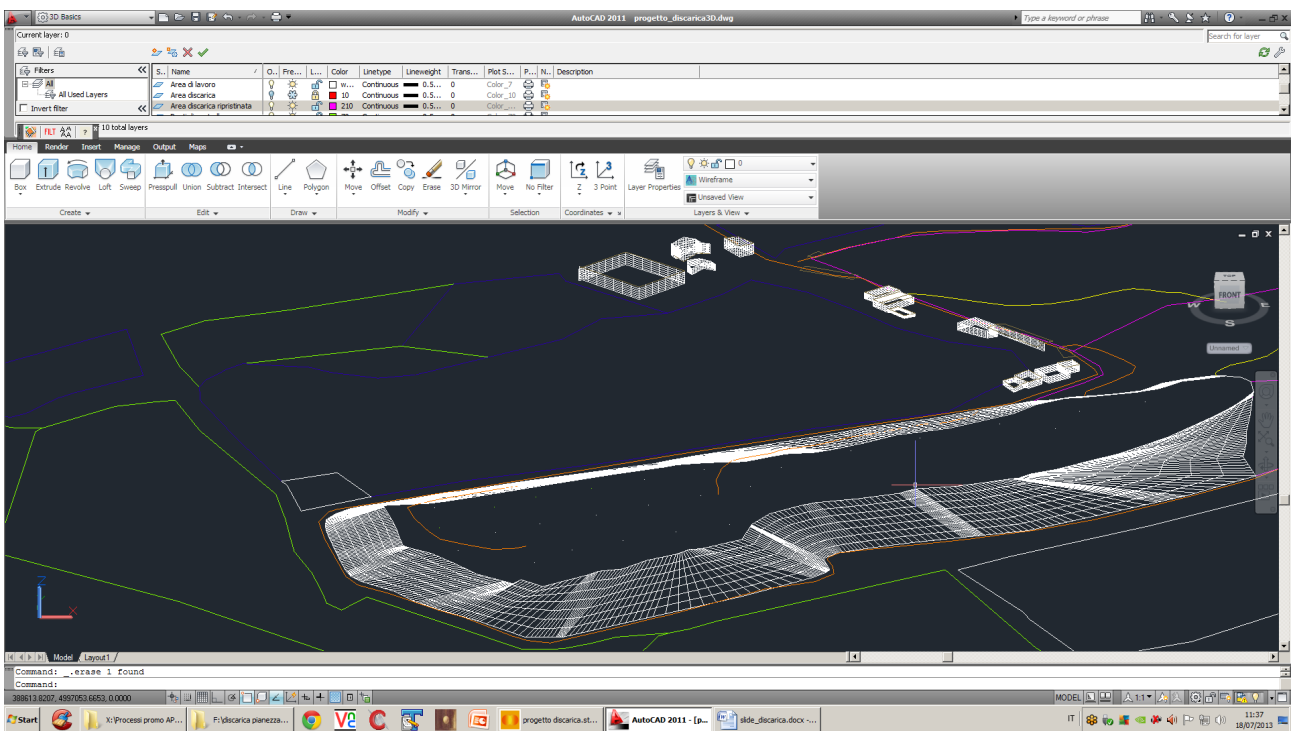 3D Basics
AutoCAD 2011 progetto_discarica3D.dwg
Type a keyword or phrase
Current layer: 0
Search for layer
Filters
S.. Name O.. Fre... L... Color Linetype Lineweight Trans... Plot S... P... N.. Description
All
Area di lavoro w... Continuous 0.5... 0 Color_7
All Used Layers
Area discarica 10 Continuous 0.5... 0 Color_10
Invert filter
Area discarica ripristinata 210 Continuous 0.5... 0 Color_...
10 total layers
Home Render Insert Manage Output Maps
0
Wireframe
Unsaved View
Box Extrude Revolve Loft Sweep Presspull Union Subtract Intersect Line Polygon Move Offset Copy Erase 3D Mirror Move No Filter Z 3 Point Layer Properties
Create Edit Draw Modify Selection Coordinates Layers & View
TOP
FRONT
W E
S
Unnamed
Z
X
Model Layout1
Command: _.erase 1 found
Command:
388613.8207, 4997053.6653, 0.0000
MODEL
1:1
Start X:\Processi promo AP... F:\discarica pianezza... progetto discarica.st... AutoCAD 2011 - [p... slide_discarica.docx -...
IT
11:37
18/07/2013